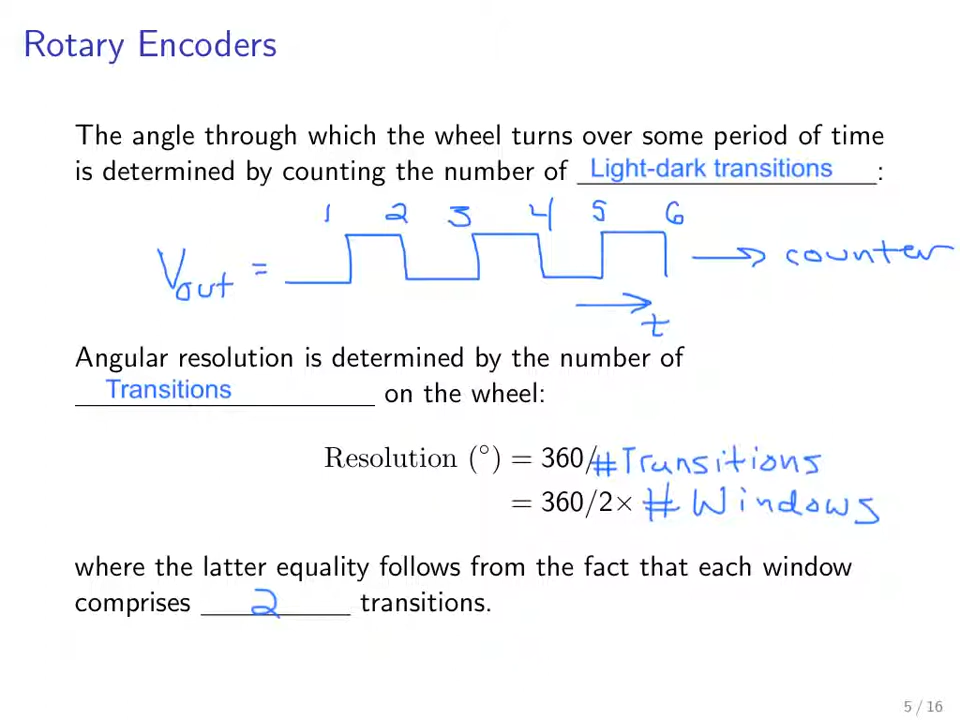 Rotary Encoders
The angle through which the wheel turns over some period of time
is determined by counting the number of Light-dark transitions :
1 2 3 4 5 6
Vout = → counter
→ t
Angular resolution is determined by the number of
Transitions on the wheel:
Resolution (°) = 360/# Transitions
= 360/2× # Windows
where the latter equality follows from the fact that each window
comprises 2 transitions.
5 / 16